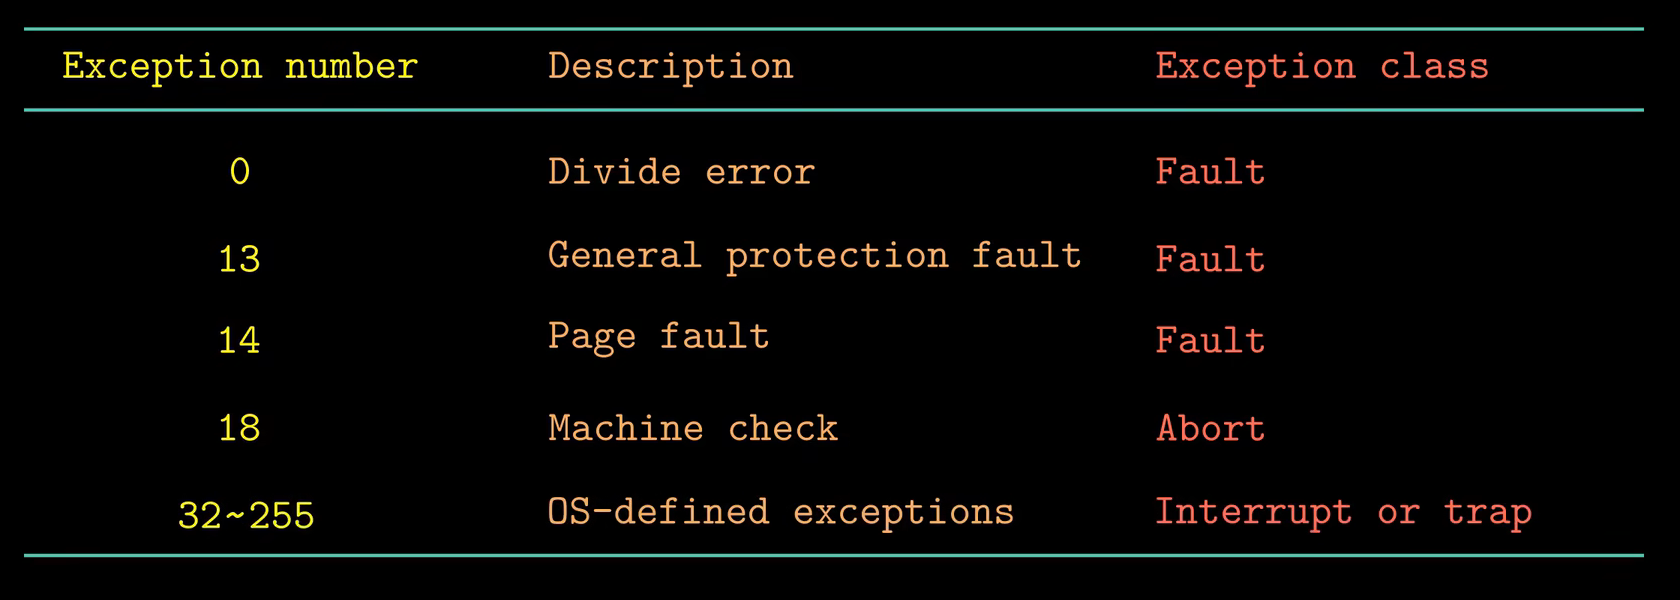 Exception number Description Exception class
0 Divide error Fault
13 General protection fault Fault
14 Page fault Fault
18 Machine check Abort
32~255 OS-defined exceptions Interrupt or trap